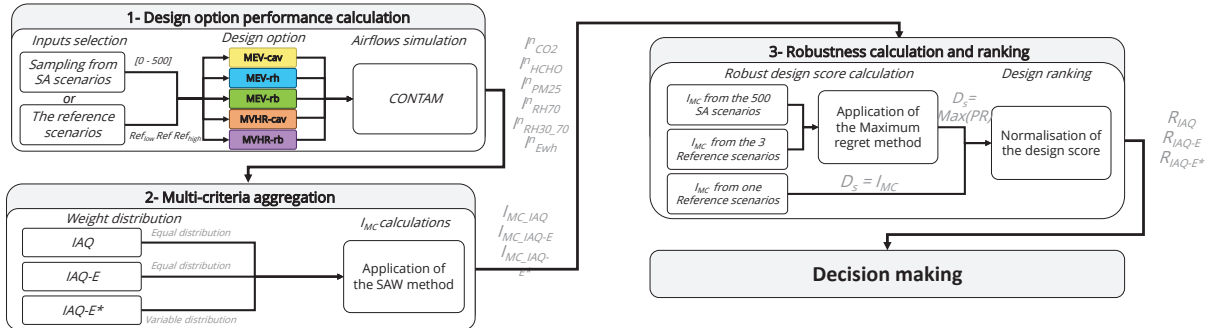 1- Design option performance calculation
Inputs selection
Design option
Airflows simulation
Sampling from
SA scenarios
or
The reference
scenarios
[0 - 500]
Ref_low Ref Ref_high
MEV-cav
MEV-rh
MEV-rb
MVHR-cav
MVHR-rb
CONTAM
I^n_CO2
I^n_HCHO
I^n_PM25
I^n_RH70
I^n_RH30_70
I^n_Ewh
2- Multi-criteria aggregation
Weight distribution
I_MC calculations
IAQ
Equal distribution
IAQ-E
Equal distribution
IAQ-E*
Variable distribution
Application of
the SAW method
I_MC_IAQ
I_MC_IAQ-E
I_MC_IAQ-
E*
3- Robustness calculation and ranking
Robust design score calculation
Design ranking
I_MC from the 500
SA scenarios
I_MC from the 3
Reference scenarios
I_MC from one
Reference scenarios
Application of
the Maximum
regret method
D_s=
Max(PR)
D_s = I_MC
Normalisation of
the design score
R_IAQ
R_IAQ-E
R_IAQ-E*
Decision making